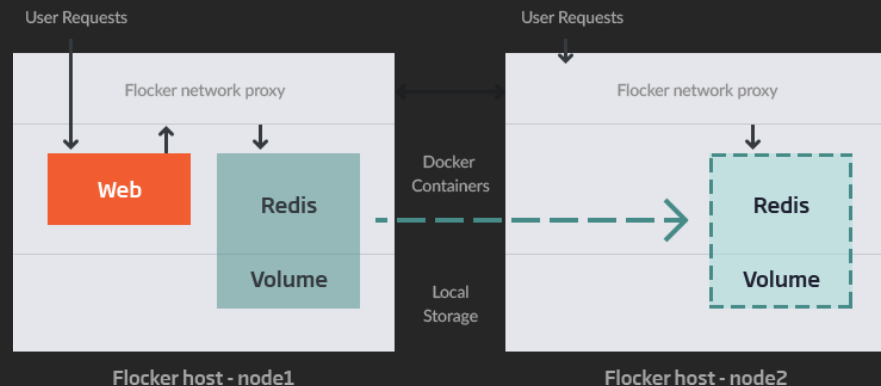 User Requests
User Requests
Flocker network proxy
Flocker network proxy
Docker
Containers
Web
Redis
Redis
Volume
Volume
Local
Storage
Flocker host - node1
Flocker host - node2